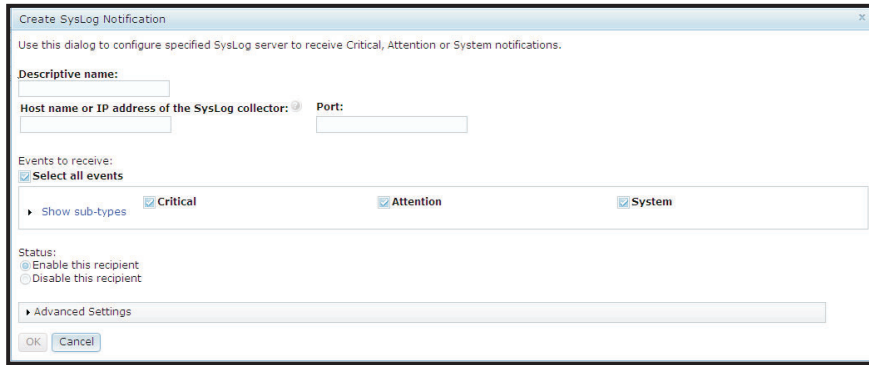 Create SysLog Notification
Use this dialog to configure specified SysLog server to receive Critical, Attention or System notifications.
Descriptive name:
Host name or IP address of the SysLog collector: Port:
Events to receive:
Select all events
Critical Attention System
Show sub-types
Status:
Enable this recipient
Disable this recipient
Advanced Settings
OK Cancel